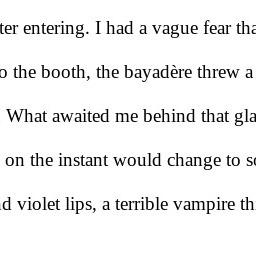 ter entering. I had a vague fear tha
o the booth, the bayadère threw a
What awaited me behind that gla
on the instant would change to s
d violet lips, a terrible vampire th